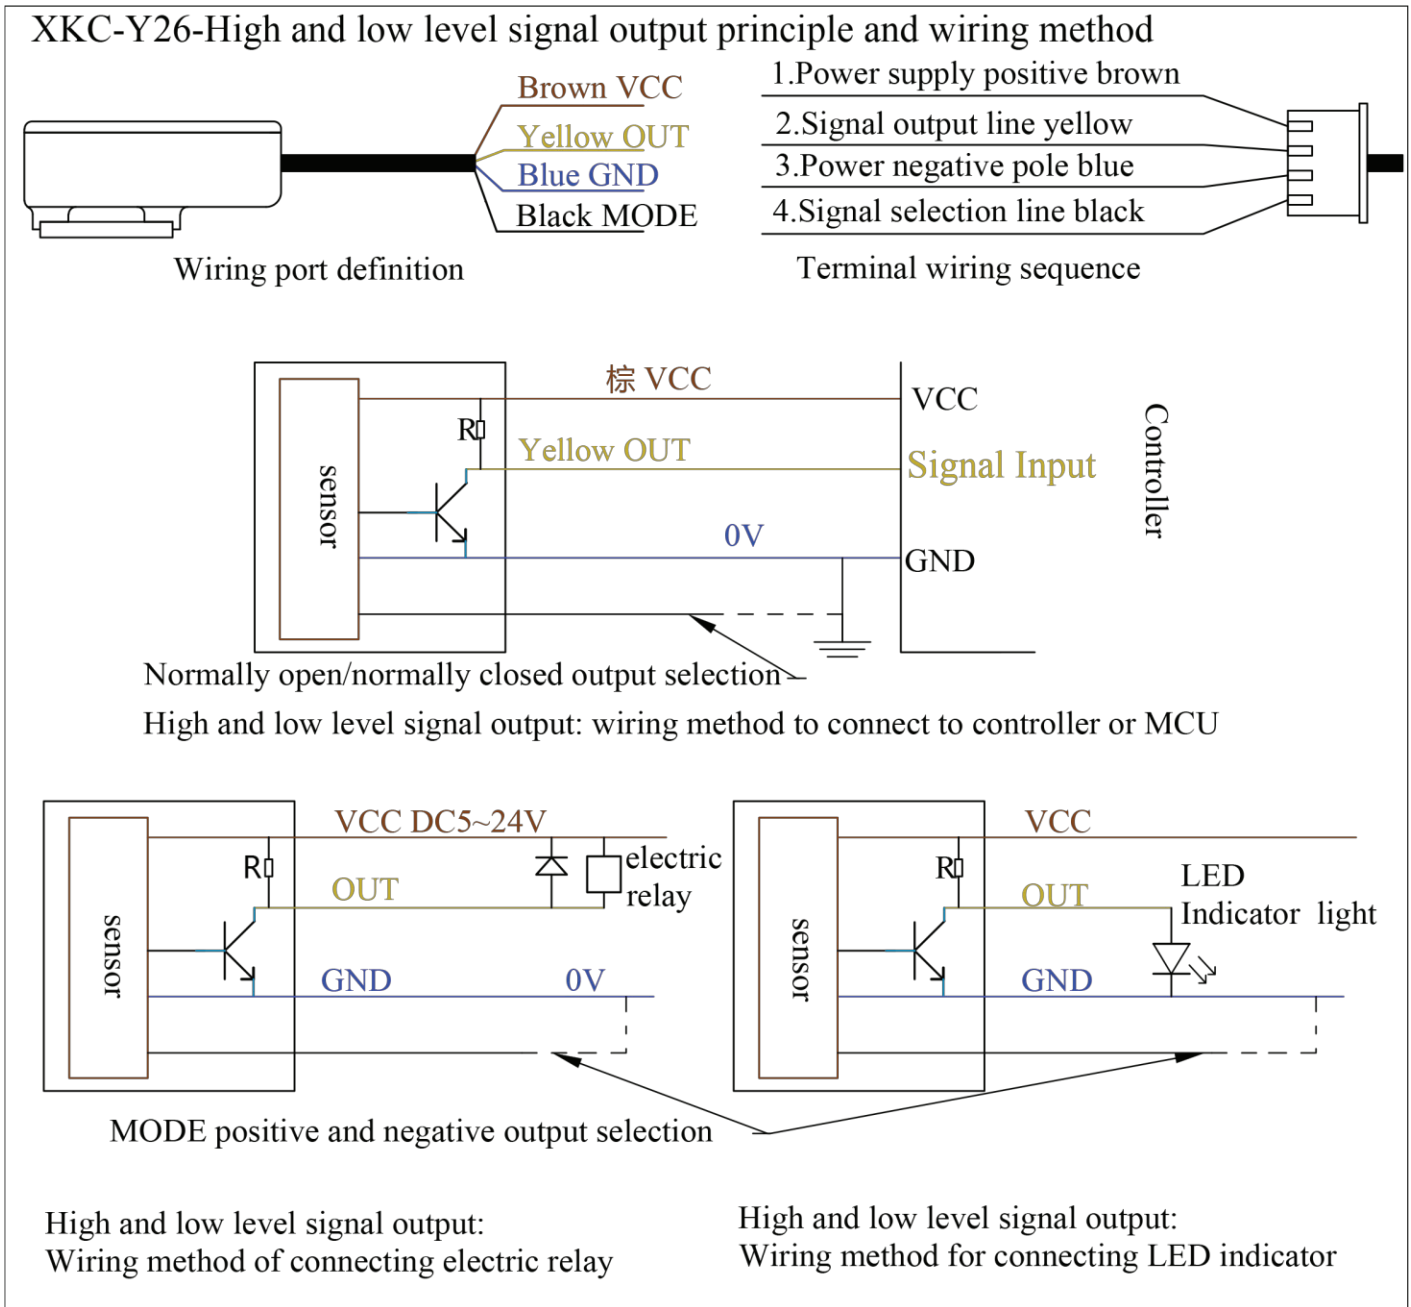 XKC-Y26-High and low level signal output principle and wiring method
Brown VCC
Yellow OUT
Blue GND
Black MODE
Wiring port definition
1.Power supply positive brown
2.Signal output line yellow
3.Power negative pole blue
4.Signal selection line black
Terminal wiring sequence
sensor
R
棕 VCC
Yellow OUT
0V
VCC
Signal Input
GND
Controller
Normally open/normally closed output selection
High and low level signal output: wiring method to connect to controller or MCU
sensor
R
VCC DC5~24V
OUT
GND
0V
electric
relay
sensor
R
VCC
OUT
GND
LED
Indicator light
MODE positive and negative output selection
High and low level signal output:
Wiring method of connecting electric relay
High and low level signal output:
Wiring method for connecting LED indicator